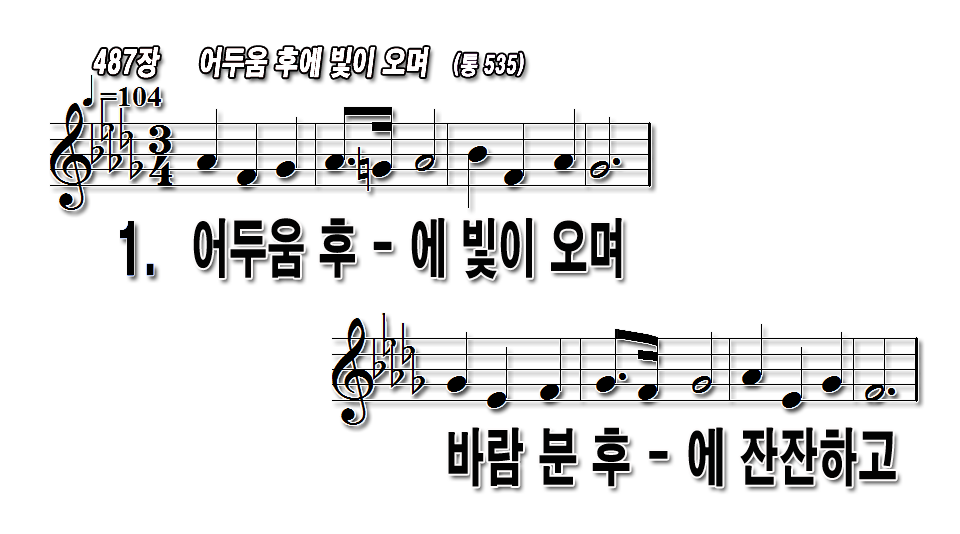 487장 어두움 후에 빛이 오며 (통 535)
♩=104
3/4
1. 어두움 후 - 에 빛이 오며
바람 분 후 - 에 잔잔하고